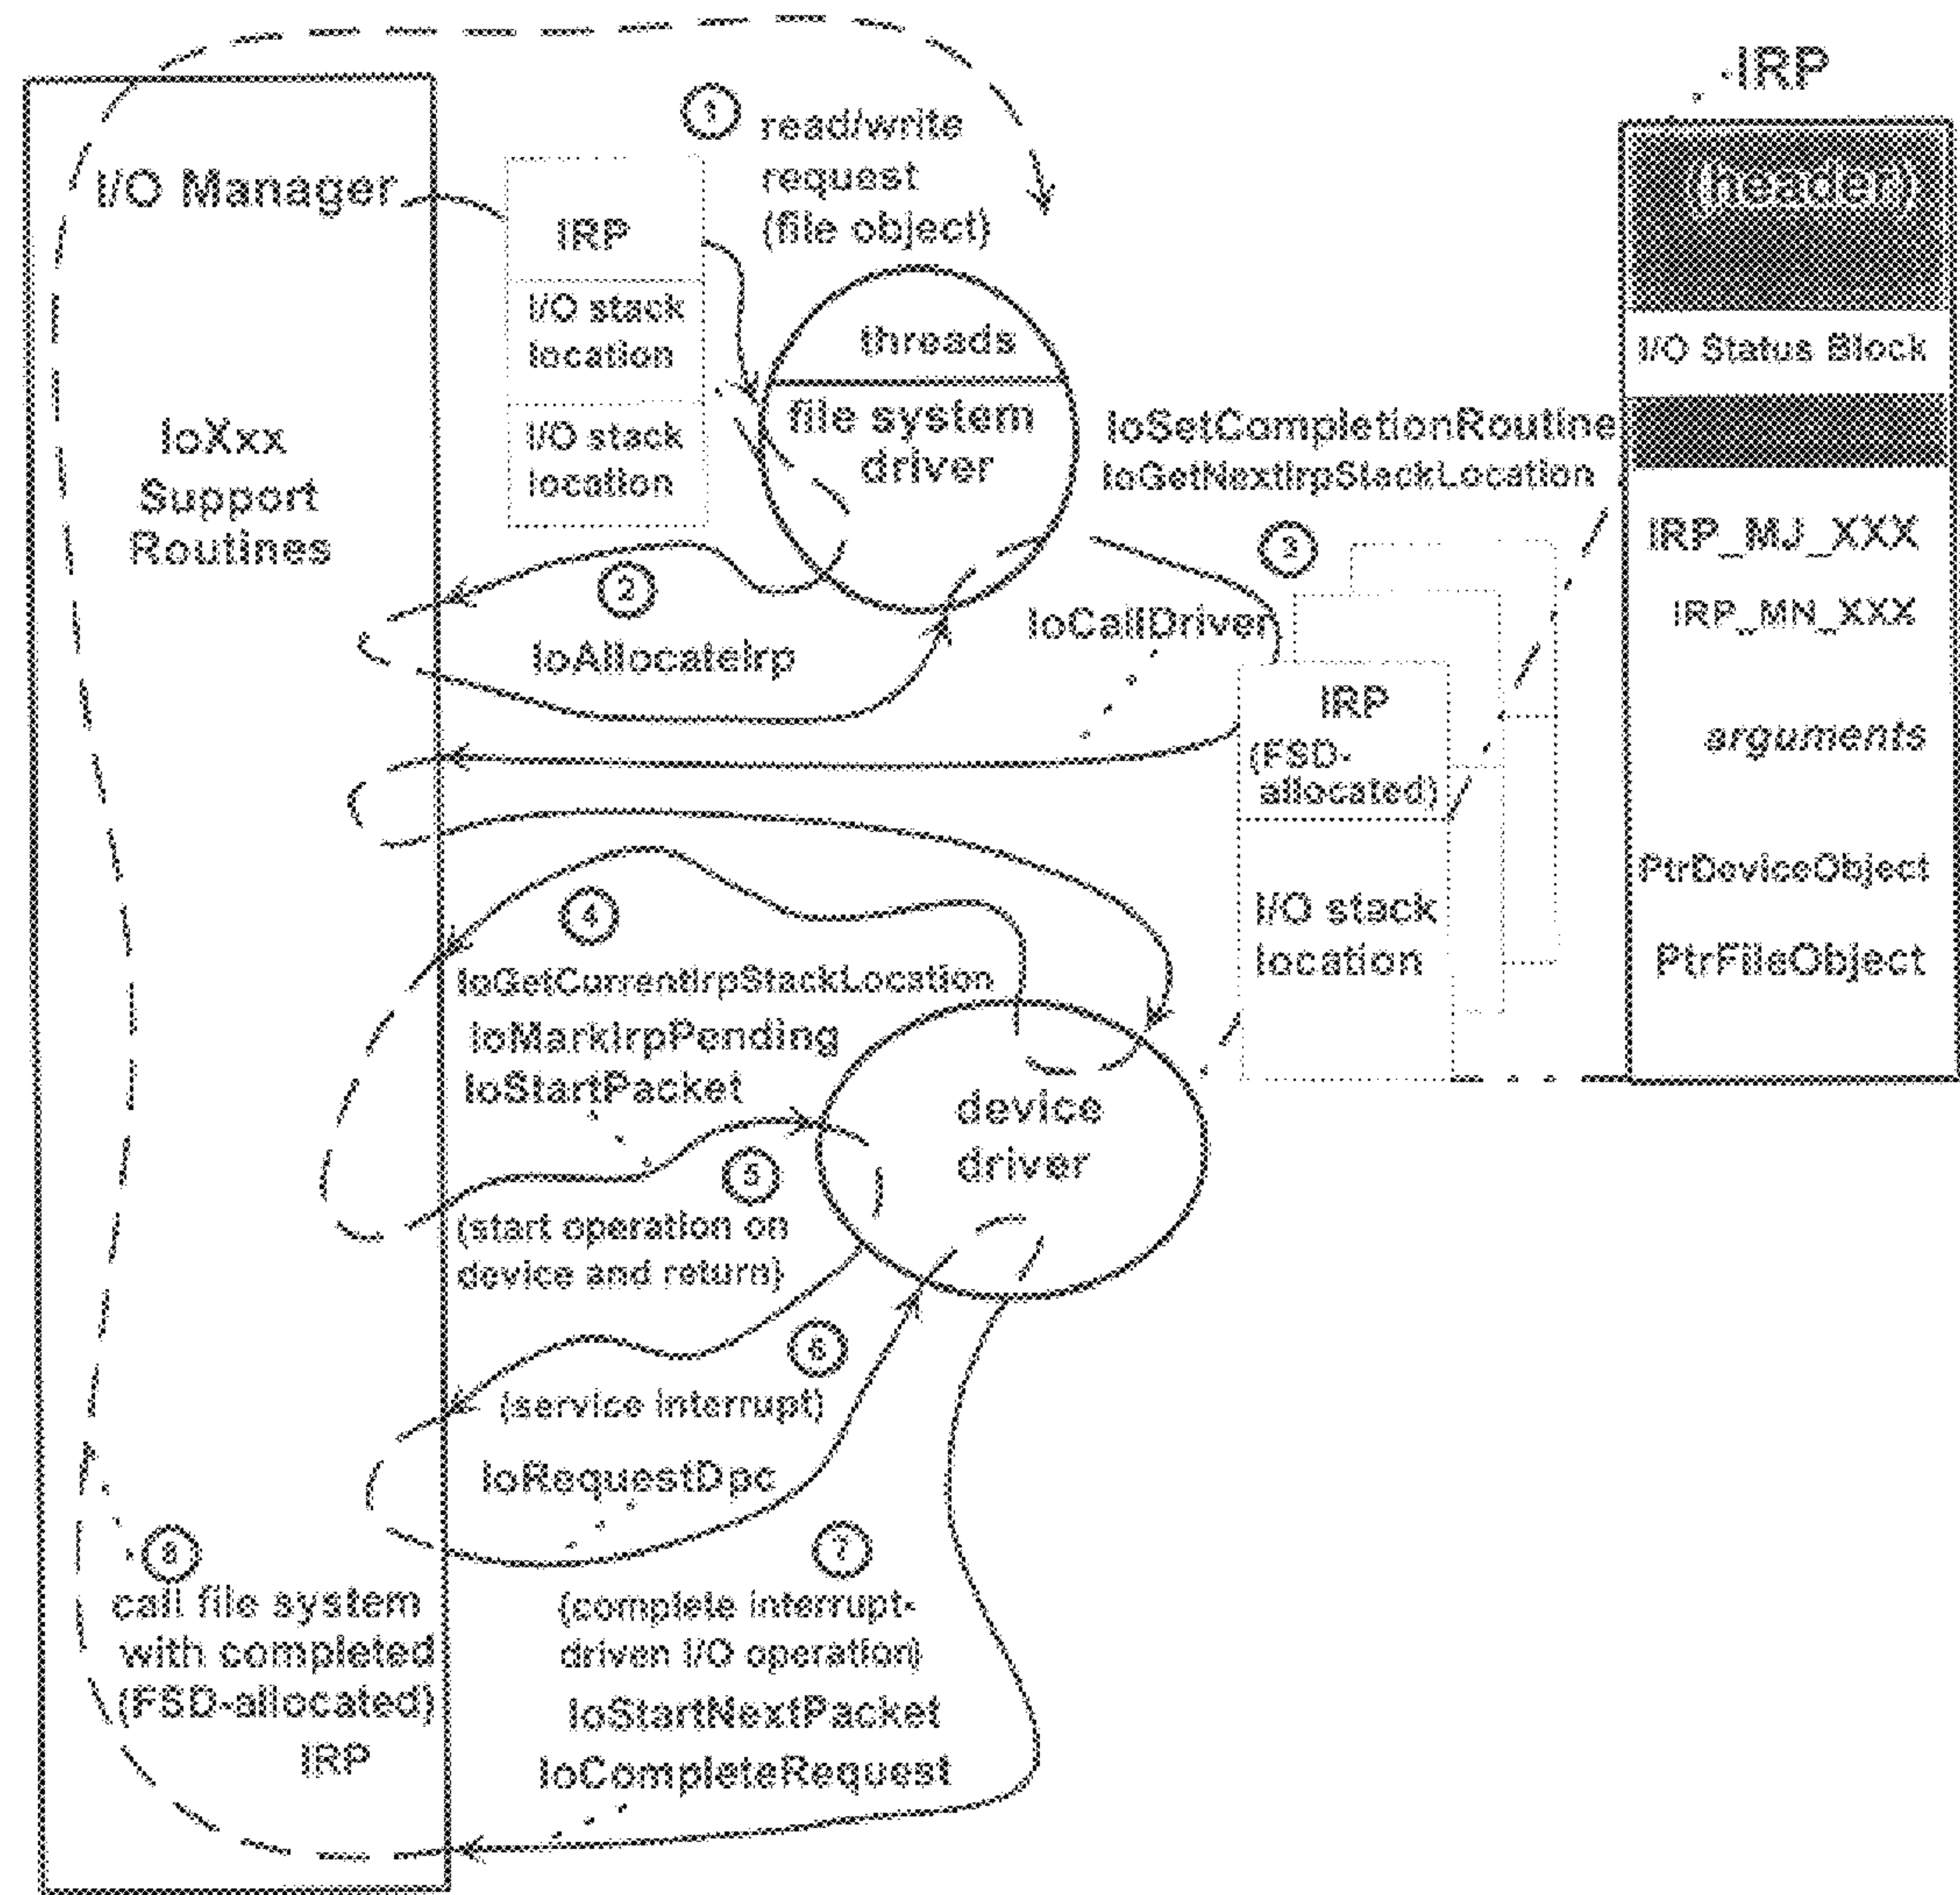 I/O Manager
IoXxx
Support
Routines
1
read/write
request
(file object)
IRP
I/O stack
location
I/O stack
location
threads
file system
driver
2
IoAllocateIrp
IoSetCompletionRoutine
IoGetNextIrpStackLocation
3
IoCallDriver
IRP
(FSD-
allocated)
I/O stack
location
IRP
(header)
I/O Status Block
IRP_MJ_XXX
IRP_MN_XXX
arguments
PtrDeviceObject
PtrFileObject
4
IoGetCurrentIrpStackLocation
IoMarkIrpPending
IoStartPacket
device
driver
5
(start operation on
device and return)
6
(service interrupt)
IoRequestDpc
7
(complete interrupt-
driven I/O operation)
IoStartNextPacket
IoCompleteRequest
8
call file system
with completed
(FSD-allocated)
IRP